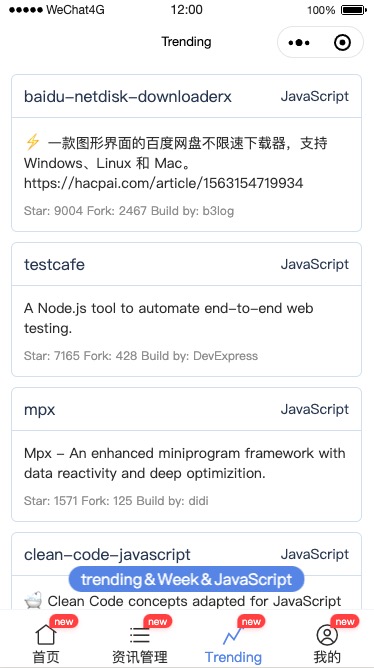 WeChat4G
12:00
100%
Trending
baidu-netdisk-downloaderx
JavaScript
⚡ 一款图形界面的百度网盘不限速下载器，支持
Windows、Linux 和 Mac。
https://hacpai.com/article/1563154719934
Star: 9004 Fork: 2467 Build by: b3log
testcafe
JavaScript
A Node.js tool to automate end-to-end web
testing.
Star: 7165 Fork: 428 Build by: DevExpress
mpx
JavaScript
Mpx - An enhanced miniprogram framework with
data reactivity and deep optimizition.
Star: 1571 Fork: 125 Build by: didi
clean-code-javascript
JavaScript
trending&Week&JavaScript
🛁 Clean Code concepts adapted for JavaScript
new
new
new
new
首页
资讯管理
Trending
我的